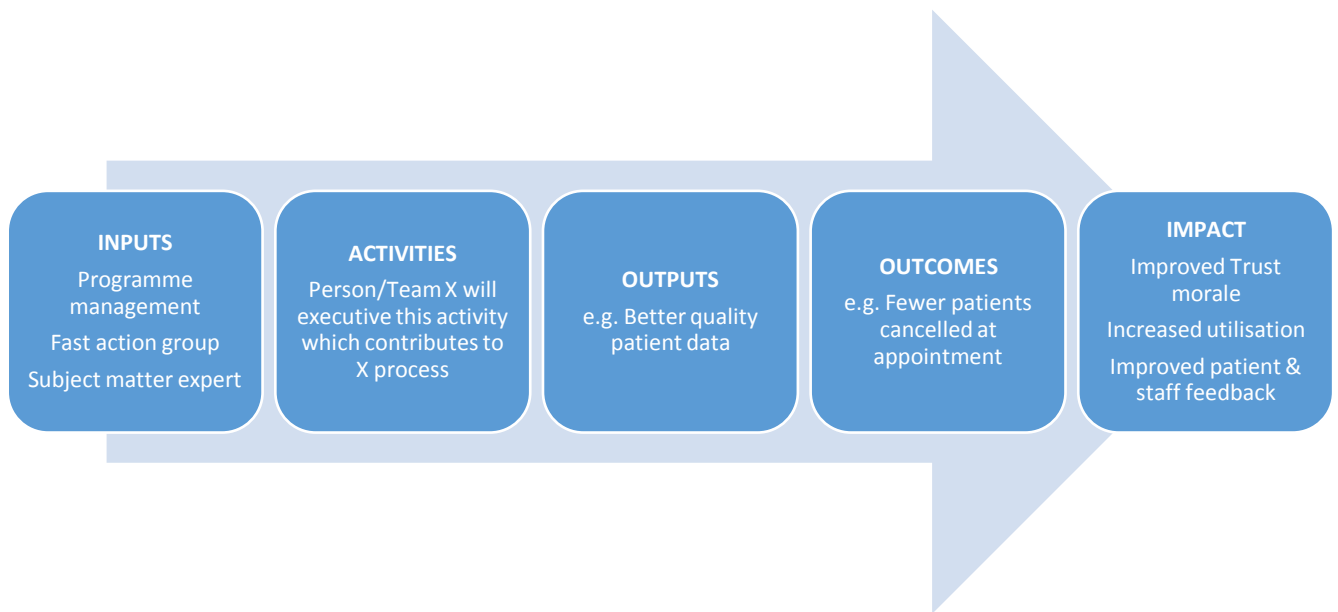 INPUTS
Programme
management
Fast action group
Subject matter expert
ACTIVITIES
Person/Team X will
executive this activity
which contributes to
X process
OUTPUTS
e.g. Better quality
patient data
OUTCOMES
e.g. Fewer patients
cancelled at
appointment
IMPACT
Improved Trust
morale
Increased utilisation
Improved patient &
staff feedback